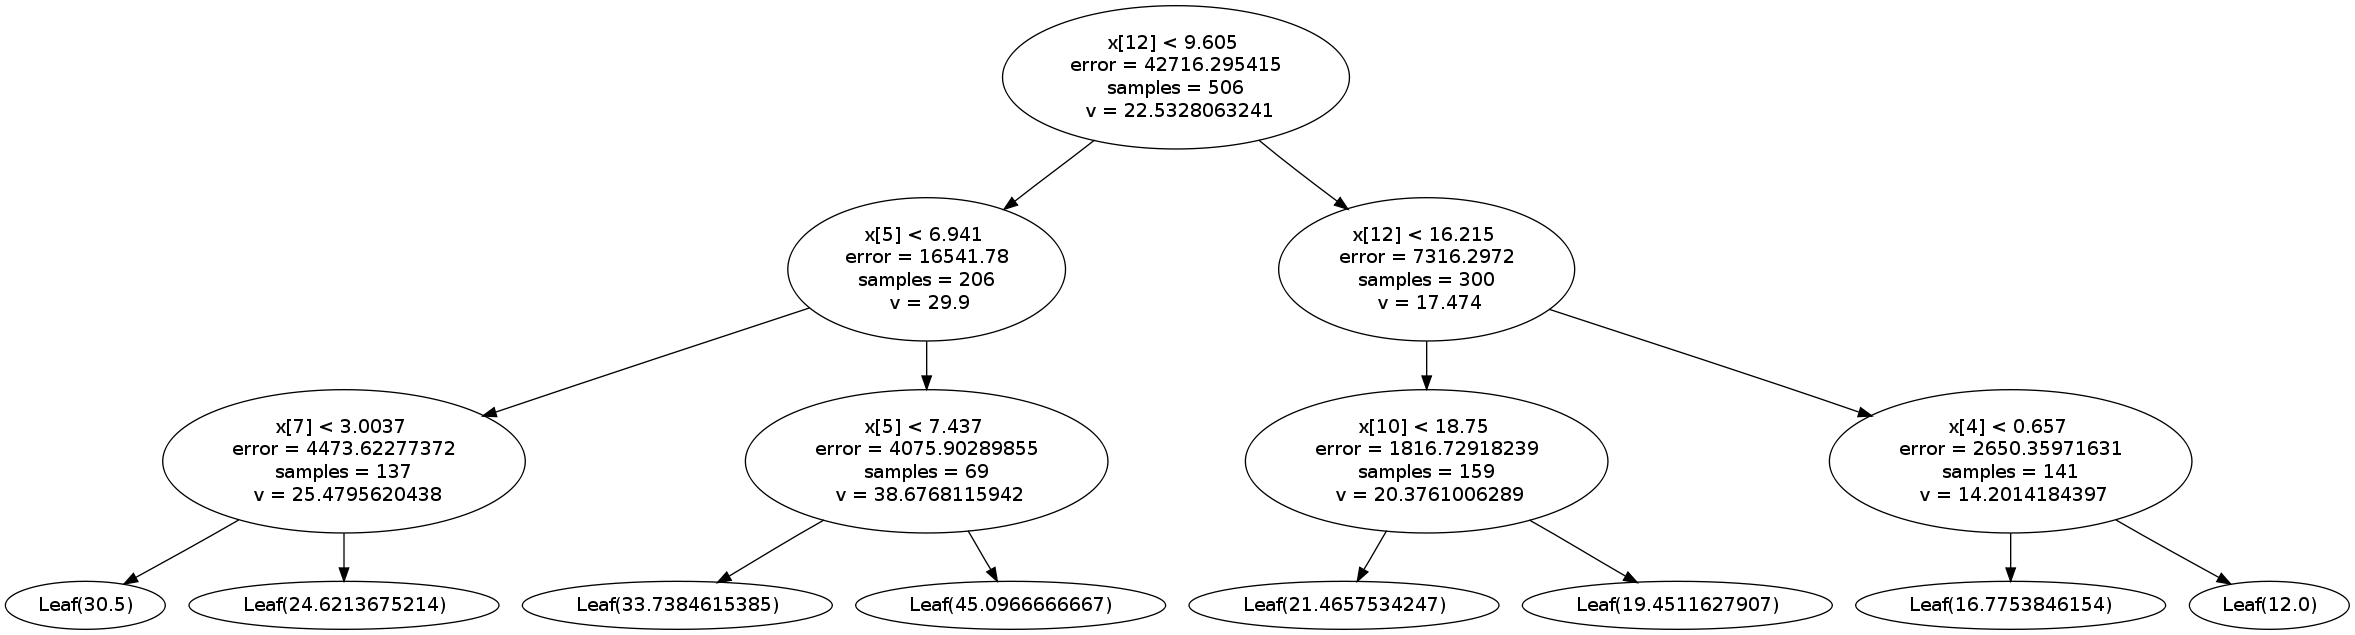 x[12] < 9.605
error = 42716.295415
samples = 506
v = 22.5328063241
x[5] < 6.941
error = 16541.78
samples = 206
v = 29.9
x[12] < 16.215
error = 7316.2972
samples = 300
v = 17.474
x[7] < 3.0037
error = 4473.62277372
samples = 137
v = 25.4795620438
x[5] < 7.437
error = 4075.90289855
samples = 69
v = 38.6768115942
x[10] < 18.75
error = 1816.72918239
samples = 159
v = 20.3761006289
x[4] < 0.657
error = 2650.35971631
samples = 141
v = 14.2014184397
Leaf(30.5)
Leaf(24.6213675214)
Leaf(33.7384615385)
Leaf(45.0966666667)
Leaf(21.4657534247)
Leaf(19.4511627907)
Leaf(16.7753846154)
Leaf(12.0)